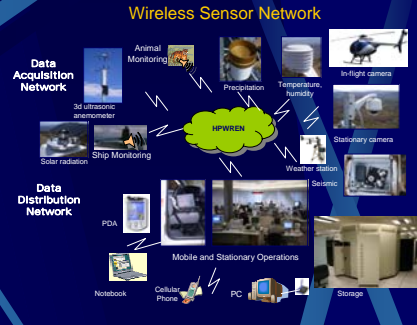 Wireless Sensor Network
Data
Acquisition
Network
Animal
Monitoring
3d ultrasonic
anemometer
Precipitation
Temperature,
humidity
In-flight camera
HPWREN
Stationary camera
Solar radiation
Ship Monitoring
Weather station
Seismic
Data
Distribution
Network
PDA
Mobile and Stationary Operations
Notebook
Cellular
Phone
PC
Storage